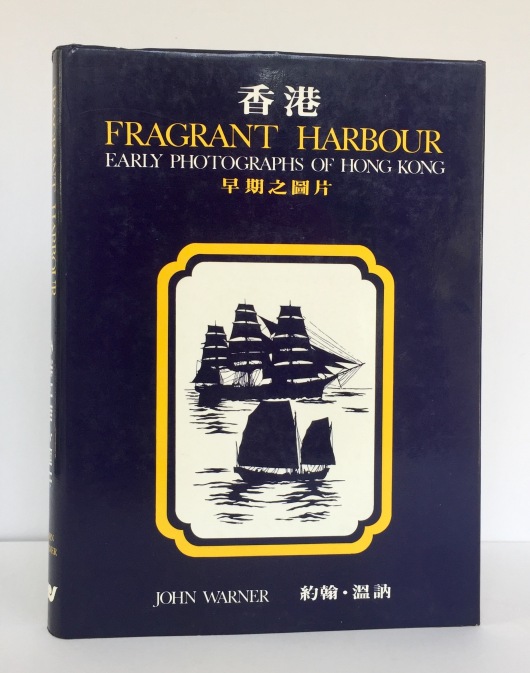 香港
FRAGRANT HARBOUR
EARLY PHOTOGRAPHS OF HONG KONG
早期之圖片
JOHN WARNER 約翰·溫訥